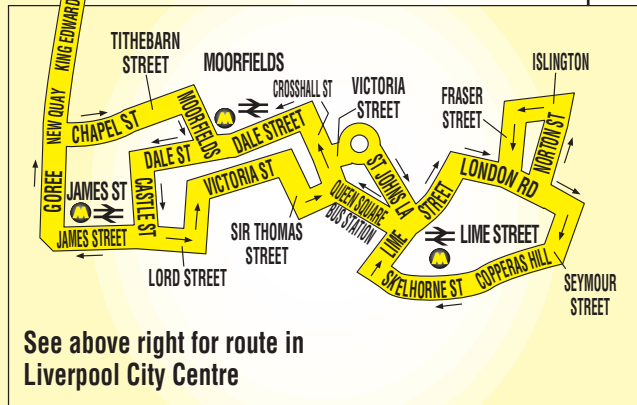 KING EDWARD
NEW QUAY
TITHEBARN
STREET
MOORFIELDS
CROSSHALL ST
VICTORIA
STREET
ISLINGTON
FRASER
STREET
NORTON ST
CHAPEL ST
MOORFIELDS
M
DALE STREET
DALE ST
ST JOHNS LA
LONDON RD
GOREE
JAMES ST
M
CASTLE ST
VICTORIA ST
QUEEN SQUARE
BUS STATION
LIME STREET
LIME STREET
M
JAMES STREET
SIR THOMAS
STREET
LORD STREET
SKELHORNE ST
COPPERAS HILL
SEYMOUR
STREET
See above right for route in
Liverpool City Centre